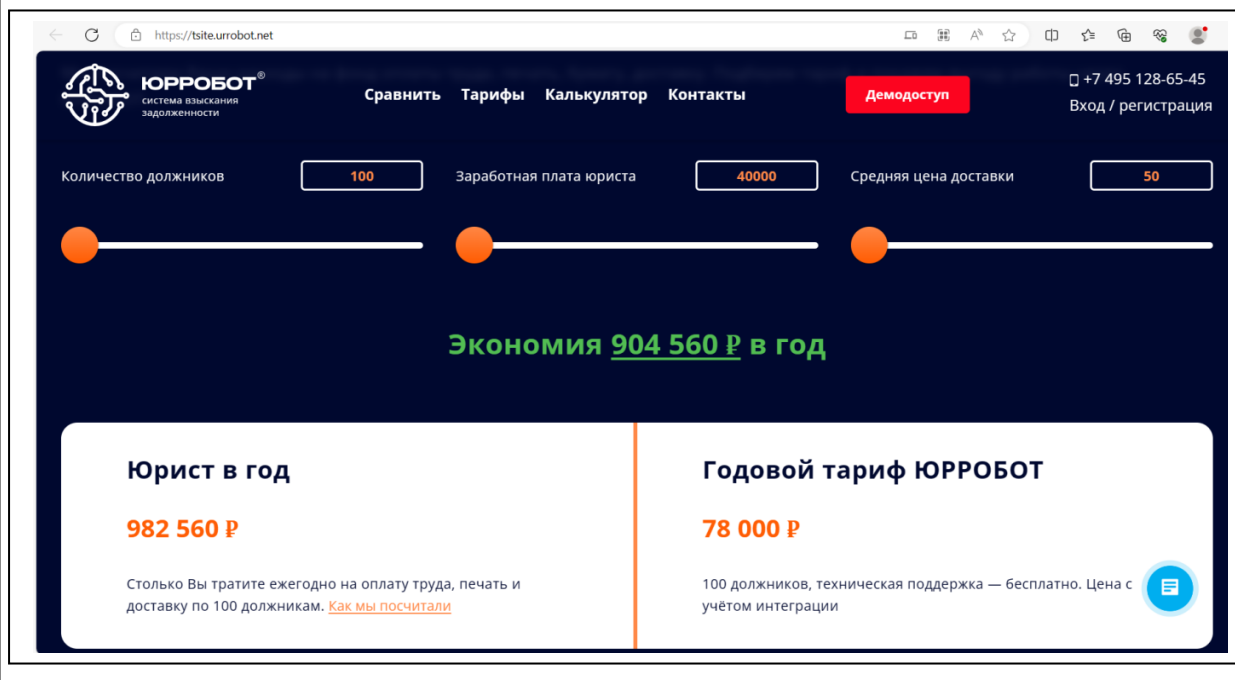 https://tsite.urrobot.net
ЮРРОБОТ®
система взыскания
задолженности
Сравнить Тарифы Калькулятор Контакты
Демодоступ
+7 495 128-65-45
Вход / регистрация
Количество должников 100
Заработная плата юриста 40000
Средняя цена доставки 50
Экономия 904 560 ₽ в год
Юрист в год
982 560 ₽
Столько Вы тратите ежегодно на оплату труда, печать и
доставку по 100 должникам. Как мы посчитали
Годовой тариф ЮРРОБОТ
78 000 ₽
100 должников, техническая поддержка — бесплатно. Цена с
учётом интеграции